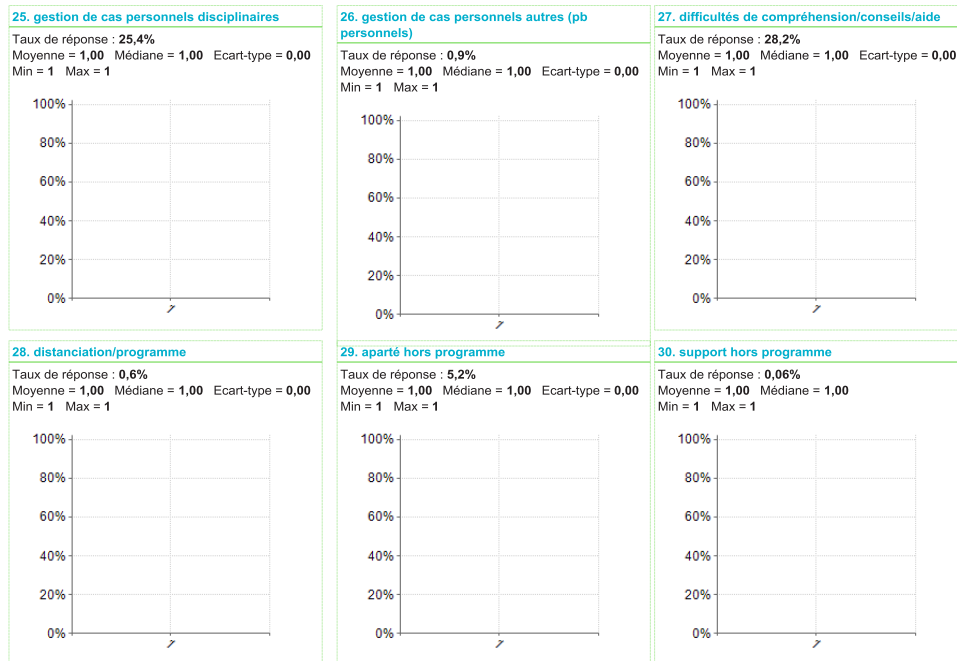 25. gestion de cas personnels disciplinaires
Taux de réponse : 25,4%
Moyenne = 1,00 Médiane = 1,00 Ecart-type = 0,00
Min = 1 Max = 1
100%
80%
60%
40%
20%
0%
1
26. gestion de cas personnels autres (pb
personnels)
Taux de réponse : 0,9%
Moyenne = 1,00 Médiane = 1,00 Ecart-type = 0,00
Min = 1 Max = 1
100%
80%
60%
40%
20%
0%
1
27. difficultés de compréhension/conseils/aide
Taux de réponse : 28,2%
Moyenne = 1,00 Médiane = 1,00 Ecart-type = 0,00
Min = 1 Max = 1
100%
80%
60%
40%
20%
0%
1
28. distanciation/programme
Taux de réponse : 0,6%
Moyenne = 1,00 Médiane = 1,00 Ecart-type = 0,00
Min = 1 Max = 1
100%
80%
60%
40%
20%
0%
1
29. aparté hors programme
Taux de réponse : 5,2%
Moyenne = 1,00 Médiane = 1,00 Ecart-type = 0,00
Min = 1 Max = 1
100%
80%
60%
40%
20%
0%
1
30. support hors programme
Taux de réponse : 0,06%
Moyenne = 1,00 Médiane = 1,00
Min = 1 Max = 1
100%
80%
60%
40%
20%
0%
1